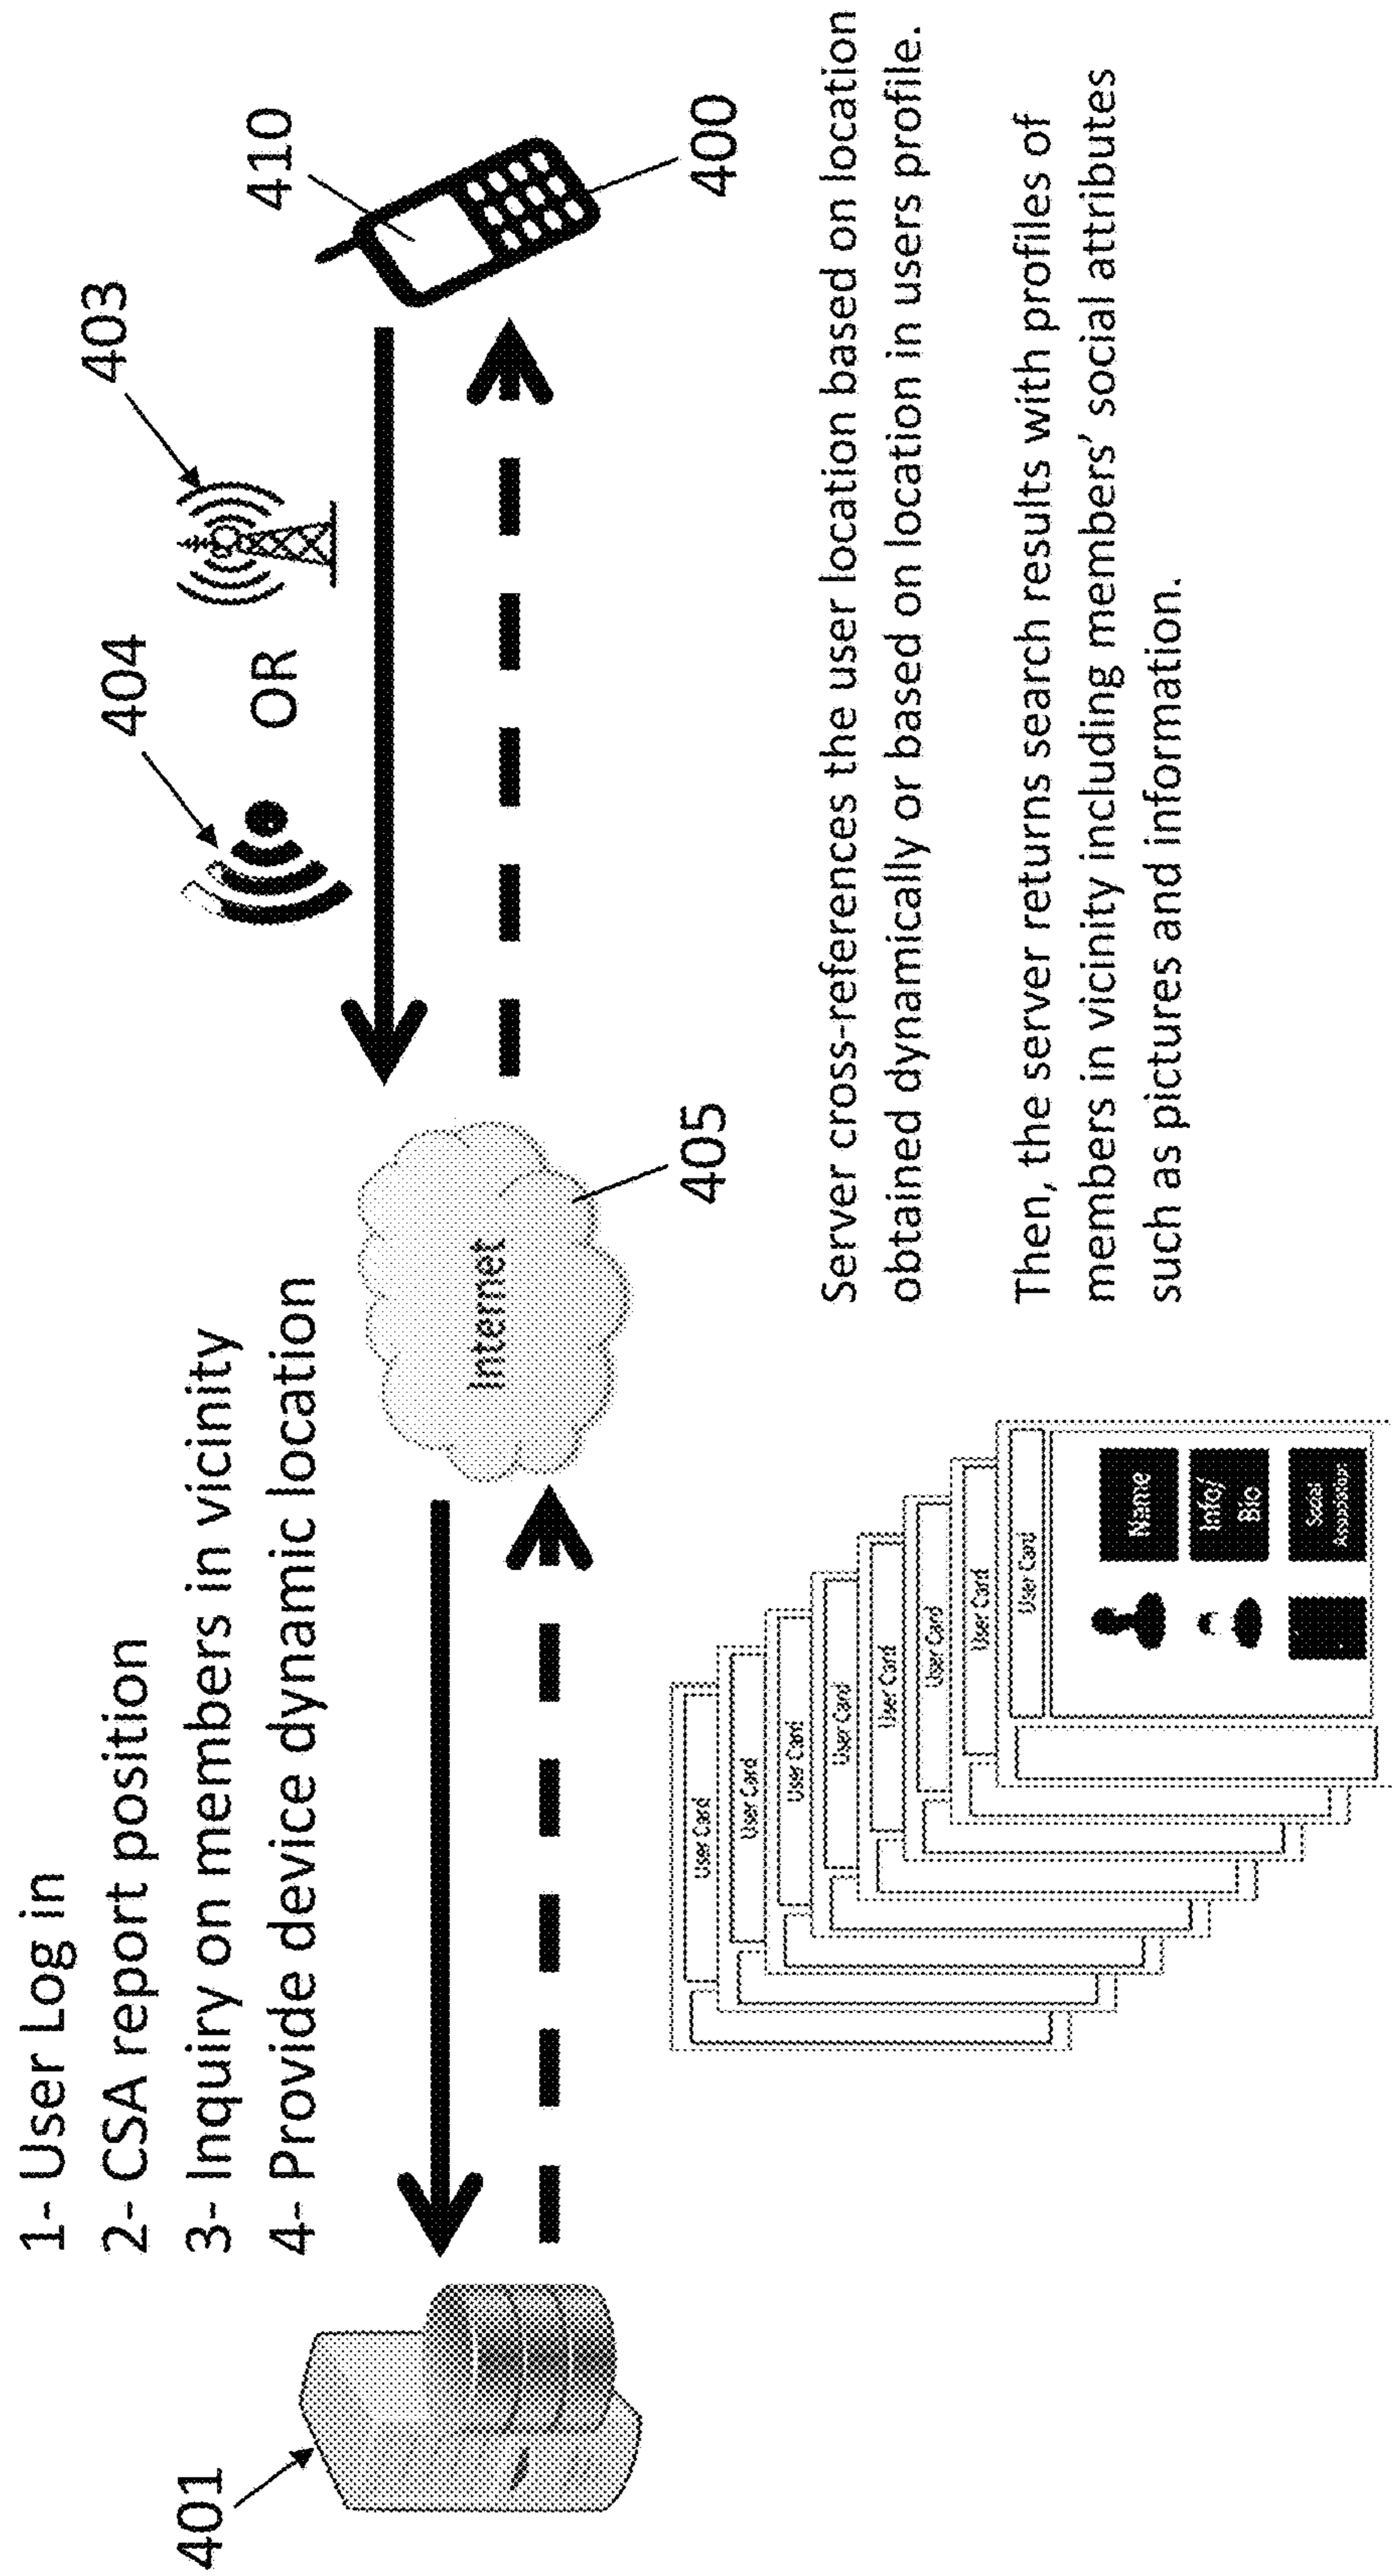 1- User Log in
2- CSA report position
3- Inquiry on members in vicinity
4- Provide device dynamic location
401
404
OR
403
410
400
Internet
405
User Card
User Card
User Card
User Card
User Card
User Card
User Card
User Card
Name
Info/
Bio
Social
Server cross-references the user location based on location
obtained dynamically or based on location in users profile.
Then, the server returns search results with profiles of
members in vicinity including members' social attributes
such as pictures and information.